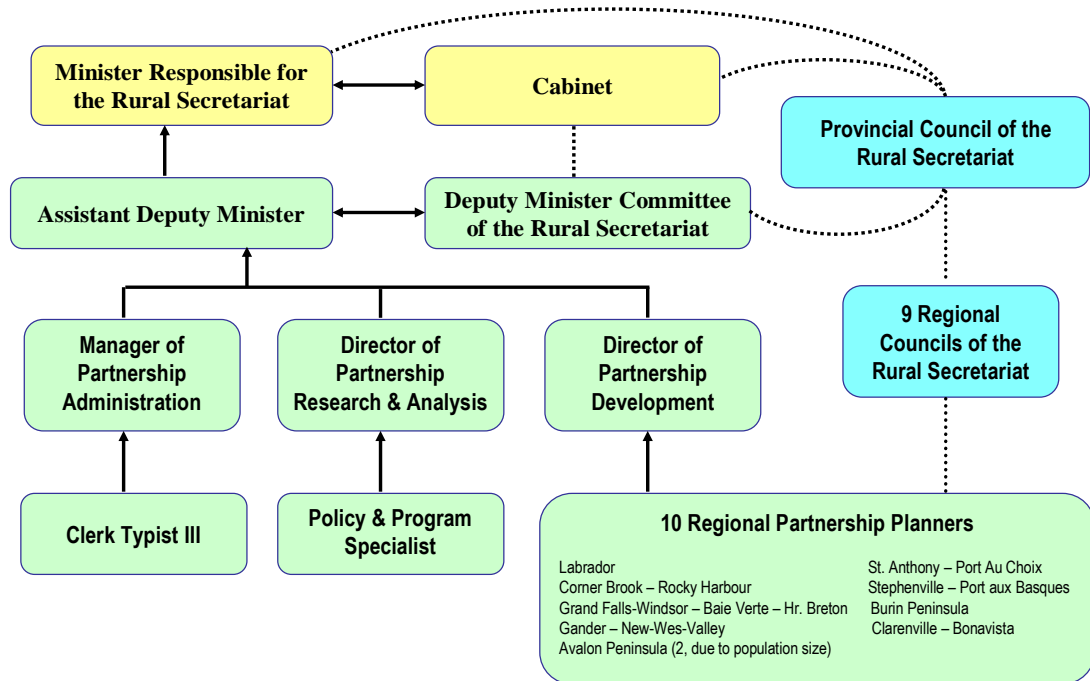 Minister Responsible for
the Rural Secretariat
Cabinet
Provincial Council of the
Rural Secretariat
Assistant Deputy Minister
Deputy Minister Committee
of the Rural Secretariat
9 Regional
Councils of the
Rural Secretariat
Manager of
Partnership
Administration
Director of
Partnership
Research & Analysis
Director of
Partnership
Development
Clerk Typist III
Policy & Program
Specialist
10 Regional Partnership Planners
Labrador
Corner Brook – Rocky Harbour
Grand Falls-Windsor – Baie Verte – Hr. Breton
Gander – New-Wes-Valley
Avalon Peninsula (2, due to population size)
St. Anthony – Port Au Choix
Stephenville – Port aux Basques
Burin Peninsula
Clarenville – Bonavista